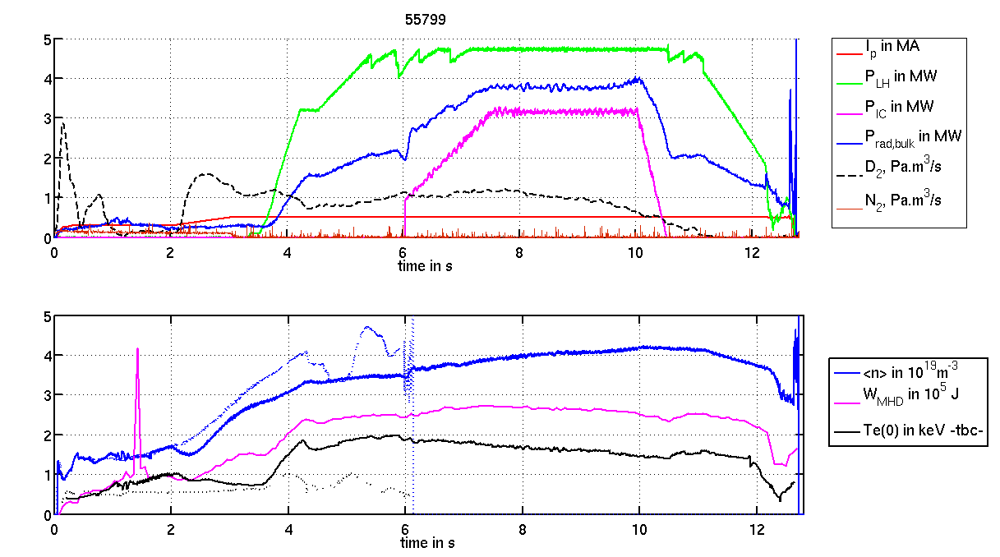 55799
5
4
3
2
1
0
0 2 4 6 8 10 12
time in s
I_p in MA
P_LH in MW
P_IC in MW
P_rad,bulk in MW
D_2, Pa.m^3/s
N_2, Pa.m^3/s
5
4
3
2
1
0
0 2 4 6 8 10 12
time in s
<n> in 10^19m^-3
W_MHD in 10^5 J
Te(0) in keV -tbc-